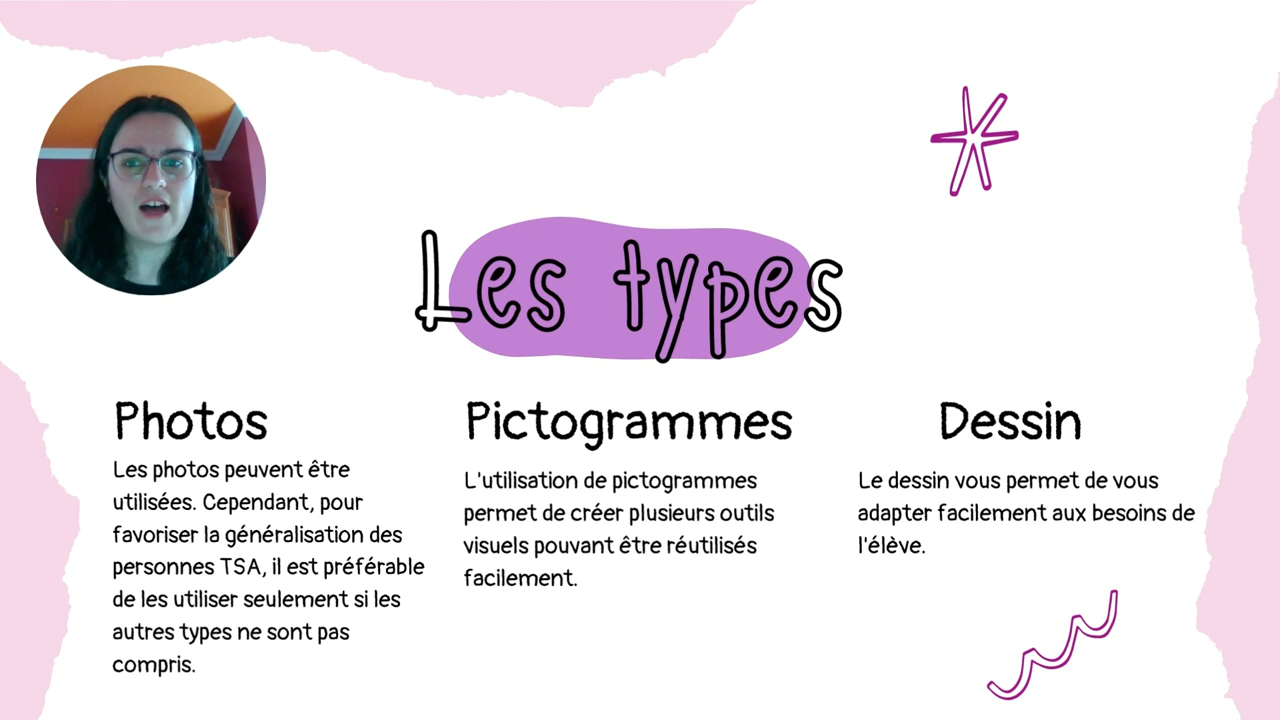 Les types
Photos
Les photos peuvent être
utilisées. Cependant, pour
favoriser la généralisation des
personnes TSA, il est préférable
de les utiliser seulement si les
autres types ne sont pas
compris.
Pictogrammes
L'utilisation de pictogrammes
permet de créer plusieurs outils
visuels pouvant être réutilisés
facilement.
Dessin
Le dessin vous permet de vous
adapter facilement aux besoins de
l'élève.